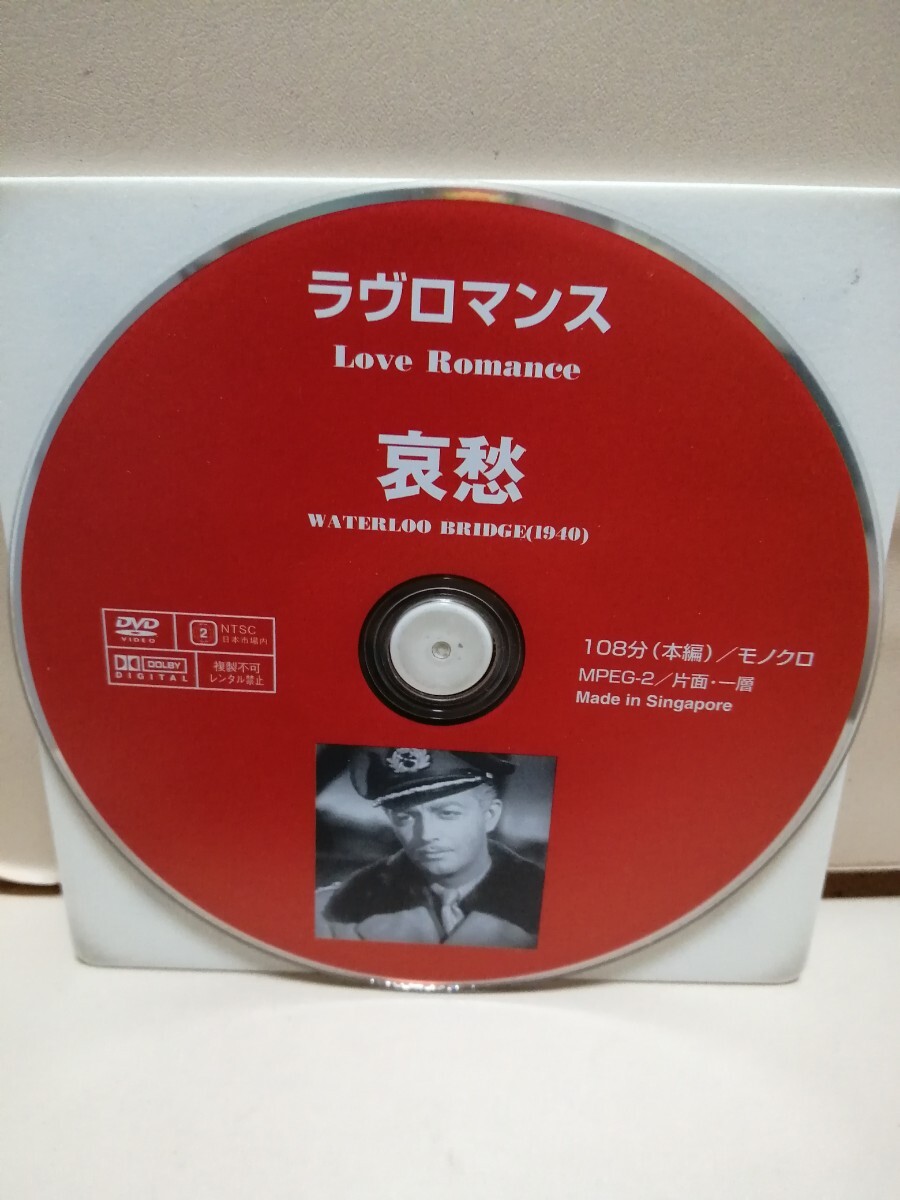 ラヴロマンス
Love Romance
哀愁
WATERLOO BRIDGE(1940)
DVD
VIDEO
2
NTSC
日本市場内
DOLBY
DIGITAL
複製不可
レンタル禁止
108分(本編)/モノクロ
MPEG-2/片面・一層
Made in Singapore